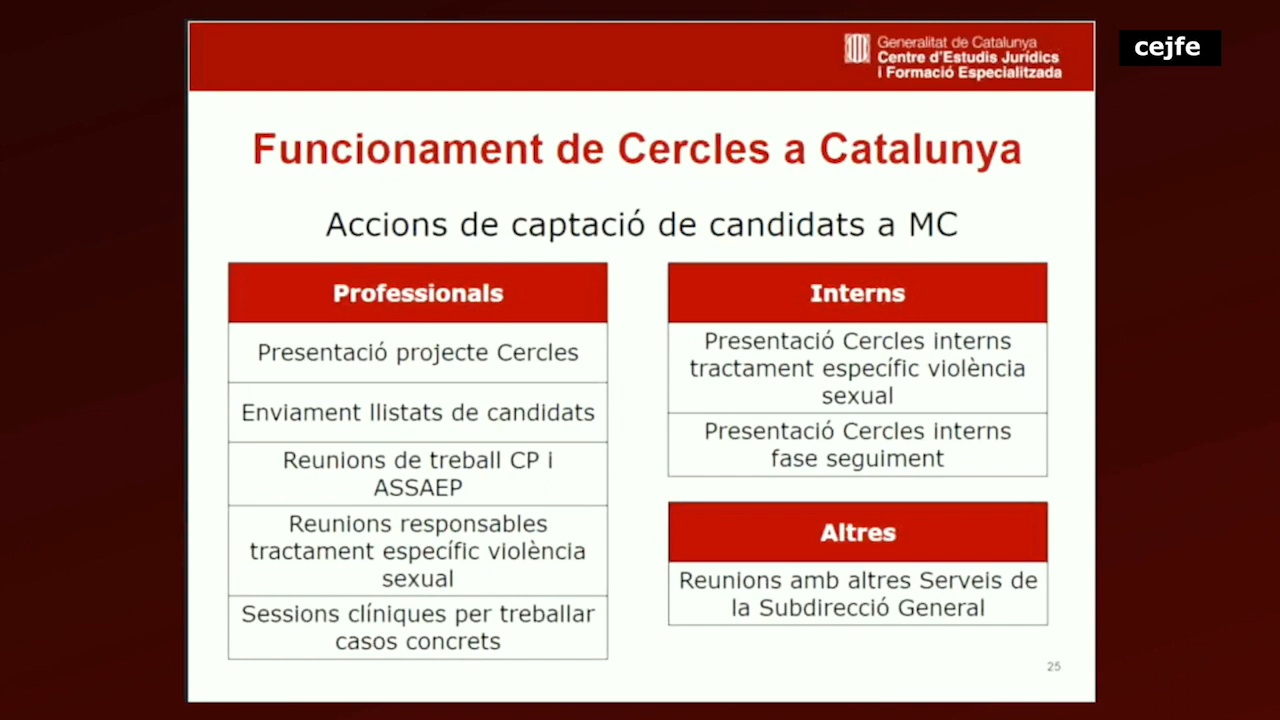 Generalitat de Catalunya
Centre d'Estudis Jurídics
i Formació Especialitzada
cejfe
Funcionament de Cercles a Catalunya
Accions de captació de candidats a MC
Professionals
Presentació projecte Cercles
Enviament llistats de candidats
Reunions de treball CP i
ASSAEP
Reunions responsables
tractament específic violència
sexual
Sessions clíniques per treballar
casos concrets
Interns
Presentació Cercles interns
tractament específic violència
sexual
Presentació Cercles interns
fase seguiment
Altres
Reunions amb altres Serveis de
la Subdirecció General
25